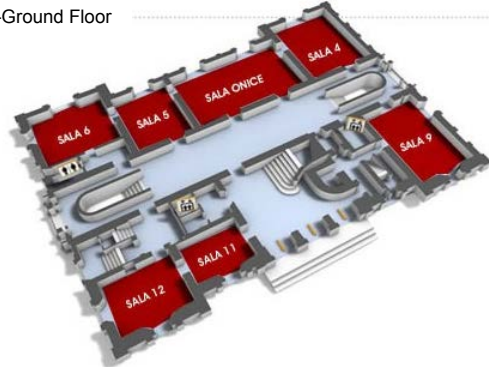 -Ground Floor
SALA 4
SALA ONICE
SALA 5
SALA 6
SALA 9
SALA 11
SALA 12